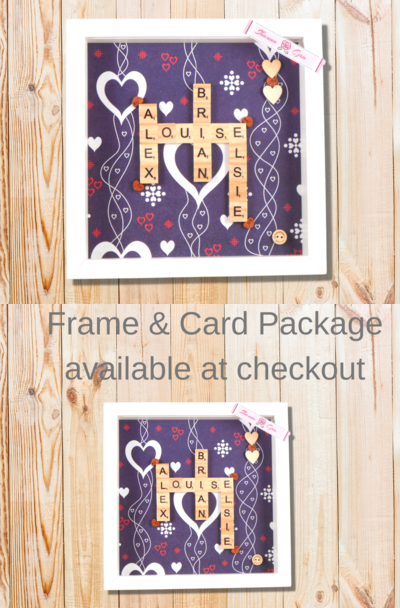 BRIAN
ALEX
LOUISE
ELSIE
Frame & Card Package
available at checkout
BRIAN
ALEX
LOUISE
ELSIE